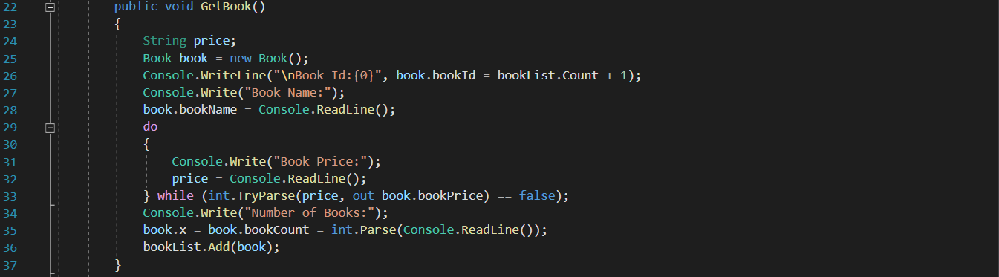 22 public void GetBook()
23 {
24 String price;
25 Book book = new Book();
26 Console.WriteLine("\nBook Id:{0}", book.bookId = bookList.Count + 1);
27 Console.Write("Book Name:");
28 book.bookName = Console.ReadLine();
29 do
30 {
31 Console.Write("Book Price:");
32 price = Console.ReadLine();
33 } while (int.TryParse(price, out book.bookPrice) == false);
34 Console.Write("Number of Books:");
35 book.x = book.bookCount = int.Parse(Console.ReadLine());
36 bookList.Add(book);
37 }